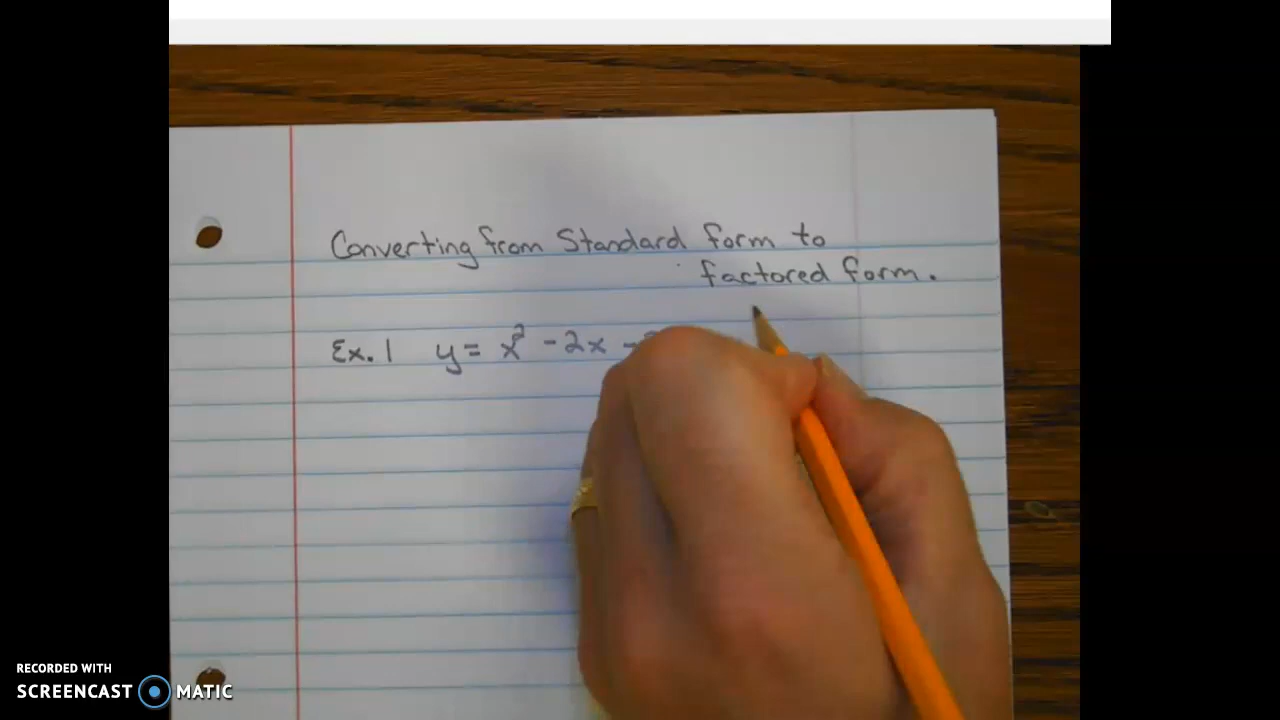 Converting from Standard form to
factored form.
Ex. 1 y = x² - 2x -
RECORDED WITH
SCREENCAST MATIC